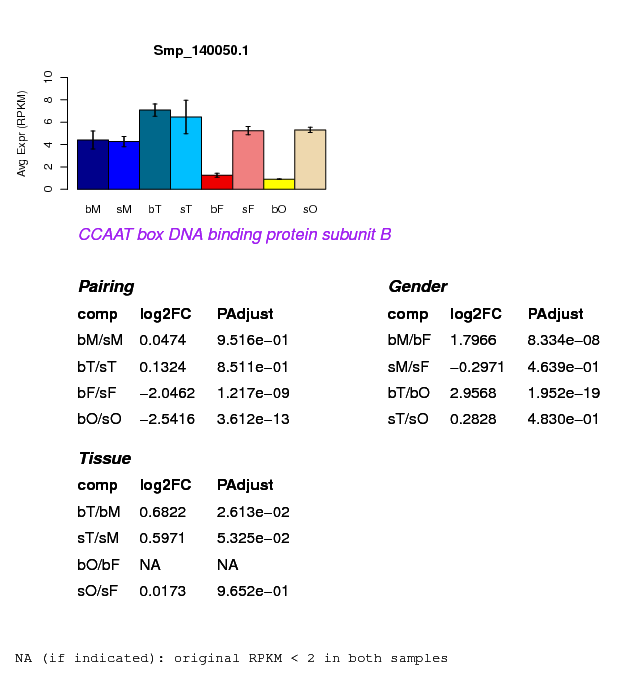 Smp_140050.1
Avg Expr (RPKM)
0 2 4 6 8 10
bM sM bT sT bF sF bO sO
CCAAT box DNA binding protein subunit B
Pairing
comp log2FC PAdjust
bM/sM 0.0474 9.516e−01
bT/sT 0.1324 8.511e−01
bF/sF −2.0462 1.217e−09
bO/sO −2.5416 3.612e−13
Gender
comp log2FC PAdjust
bM/bF 1.7966 8.334e−08
sM/sF −0.2971 4.639e−01
bT/bO 2.9568 1.952e−19
sT/sO 0.2828 4.830e−01
Tissue
comp log2FC PAdjust
bT/bM 0.6822 2.613e−02
sT/sM 0.5971 5.325e−02
bO/bF NA NA
sO/sF 0.0173 9.652e−01
NA (if indicated): original RPKM < 2 in both samples